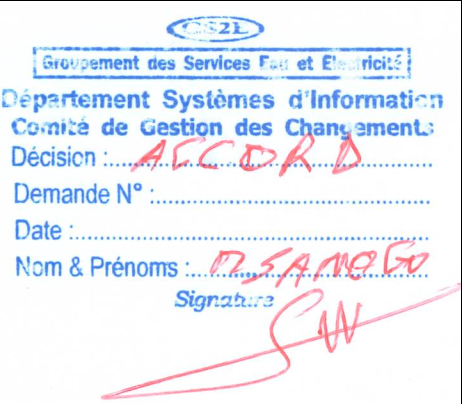 GS2E
Groupement des Services Eau et Electricité
Département Systèmes d'Information
Comité de Gestion des Changements
Décision : ACCORD
Demande N° :
Date :
Nom & Prénoms :
Signature